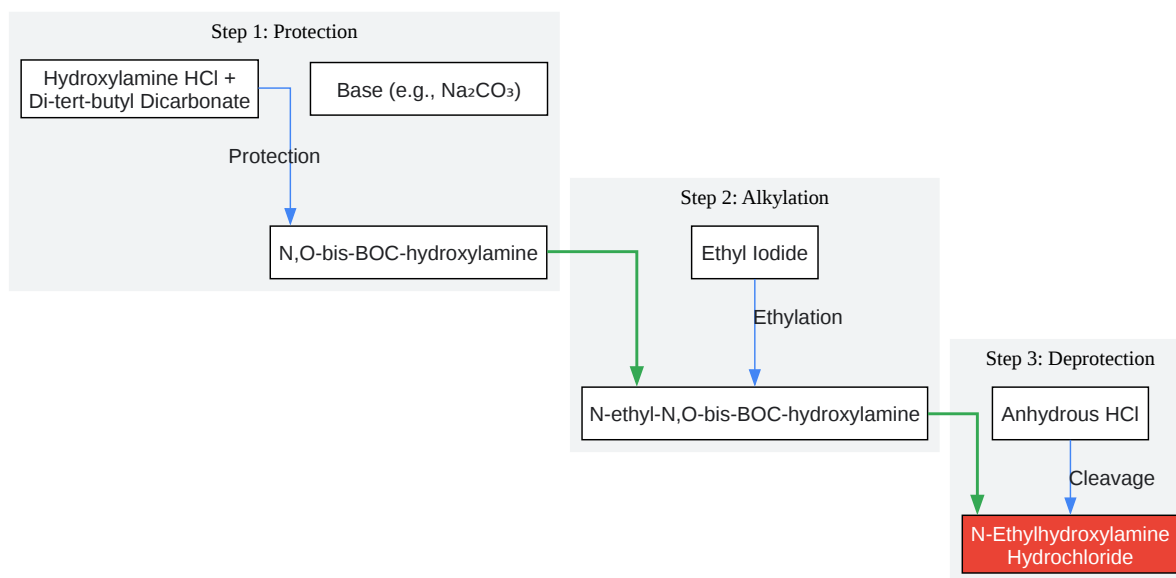 Step 1: Protection
Hydroxylamine HCl +
Di-tert-butyl Dicarbonate
Base (e.g., Na₂CO₃)
Protection
N,O-bis-BOC-hydroxylamine
Step 2: Alkylation
Ethyl Iodide
Ethylation
N-ethyl-N,O-bis-BOC-hydroxylamine
Step 3: Deprotection
Anhydrous HCl
Cleavage
N-Ethylhydroxylamine
Hydrochloride